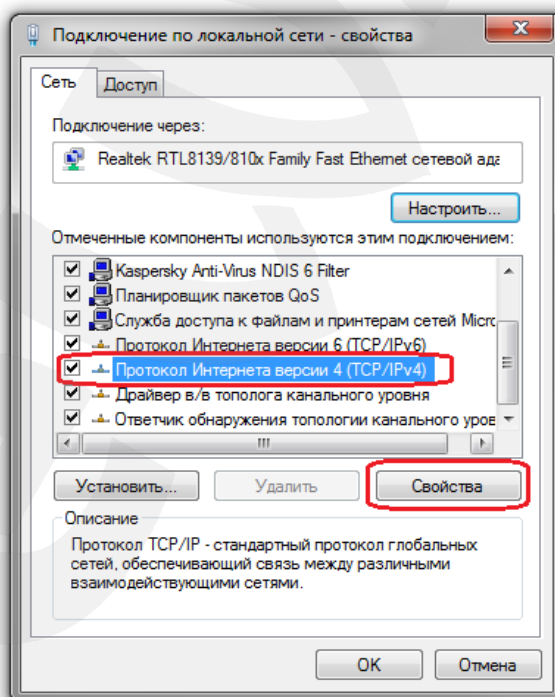 Подключение по локальной сети - свойства
Сеть
Доступ
Подключение через:
Realtek RTL8139/810x Family Fast Ethernet сетевой ада
Настроить...
Отмеченные компоненты используются этим подключением:
Kaspersky Anti-Virus NDIS 6 Filter
Планировщик пакетов QoS
Служба доступа к файлам и принтерам сетей Micro
Протокол Интернета версии 6 (TCP/IPv6)
Протокол Интернета версии 4 (TCP/IPv4)
Драйвер в/в тополога канального уровня
Ответчик обнаружения топологии канального уров
Установить...
Удалить
Свойства
Описание
Протокол TCP/IP - стандартный протокол глобальных
сетей, обеспечивающий связь между различными
взаимодействующими сетями.
OK
Отмена